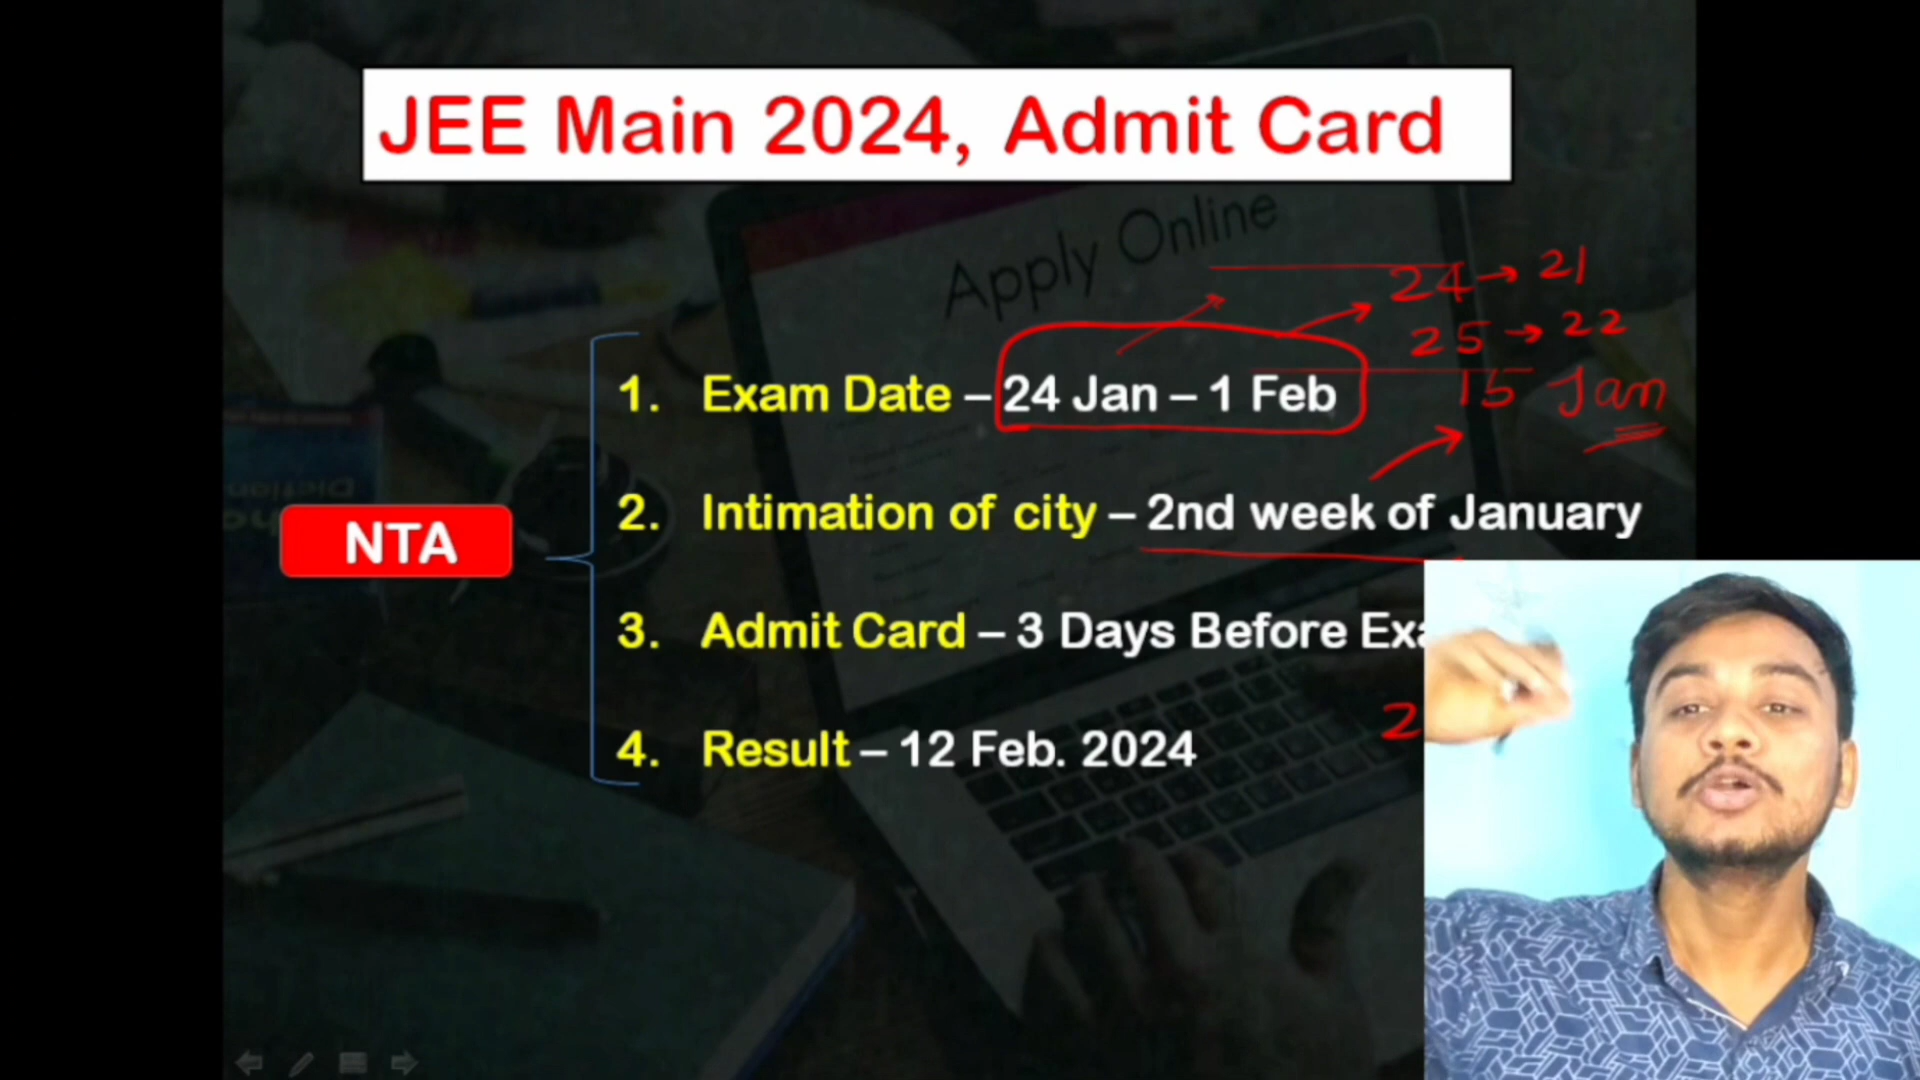 JEE Main 2024, Admit Card
Apply Online
24 → 21
25 → 22
1. Exam Date – 24 Jan – 1 Feb
15 Jan
2. Intimation of city – 2nd week of January
NTA
3. Admit Card – 3 Days Before Exa
2
4. Result – 12 Feb. 2024